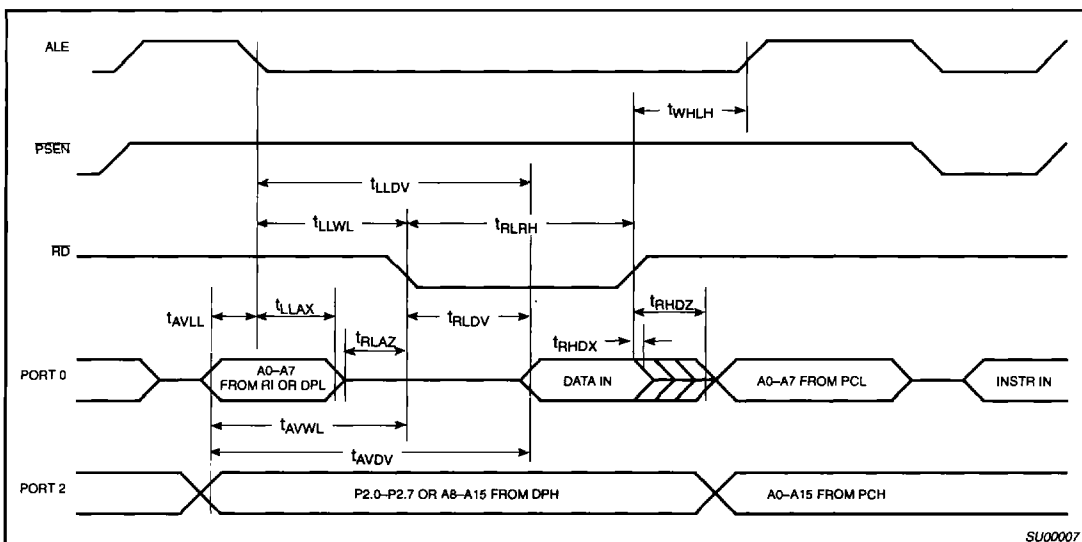 ALE
tWHLH
PSEN
tLLDV
tLLWL
tRLRH
RD
tAVLL
tLLAX
tRLAZ
tRLDV
tRHDZ
tRHDX
PORT 0
A0–A7
FROM RI OR DPL
DATA IN
A0–A7 FROM PCL
INSTR IN
tAVWL
tAVDV
PORT 2
P2.0–P2.7 OR A8–A15 FROM DPH
A0–A15 FROM PCH
SU00007